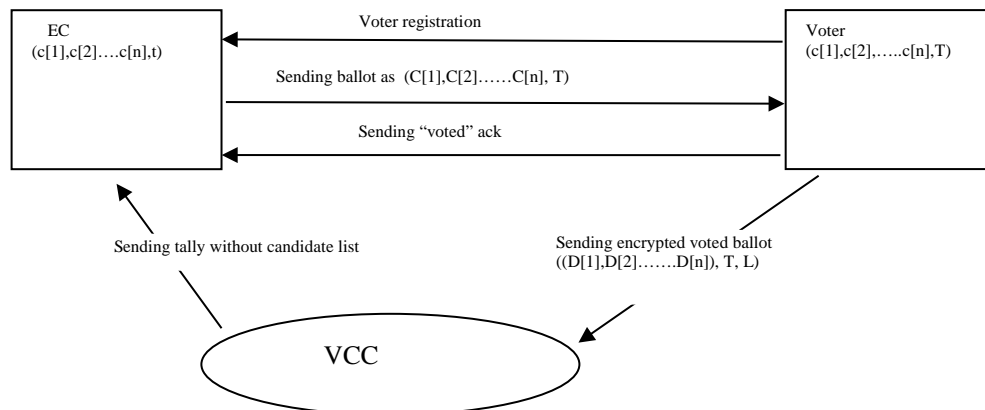 Voter registration
EC
(c[1],c[2]….c[n],t)
Voter
(c[1],c[2],…..c[n],T)
Sending ballot as (C[1],C[2]……C[n], T)
Sending “voted” ack
Sending tally without candidate list
Sending encrypted voted ballot
((D[1],D[2]…….D[n]), T, L)
VCC